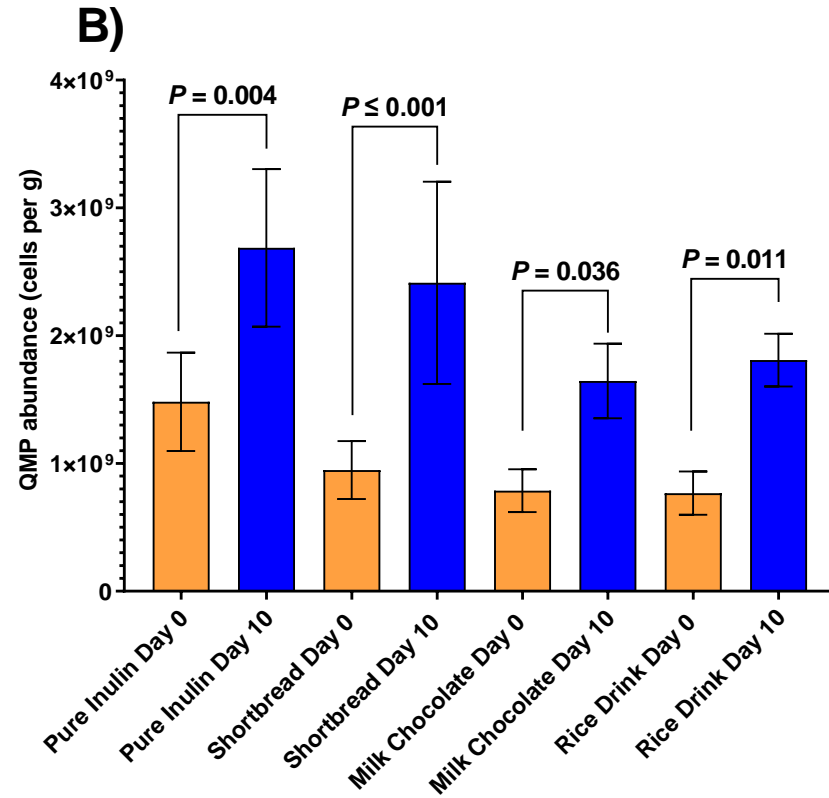 B)
4×10⁹
3×10⁹
2×10⁹
1×10⁹
0
QMP abundance (cells per g)
P = 0.004
P ≤ 0.001
P = 0.036
P = 0.011
Pure Inulin Day 0
Pure Inulin Day 10
Shortbread Day 0
Shortbread Day 10
Milk Chocolate Day 0
Milk Chocolate Day 10
Rice Drink Day 0
Rice Drink Day 10